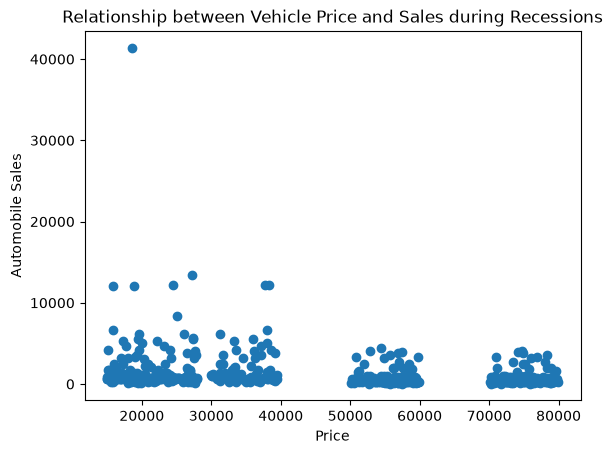 Relationship between Vehicle Price and Sales during Recessions
40000
30000
20000
10000
0
Automobile Sales
20000 30000 40000 50000 60000 70000 80000
Price